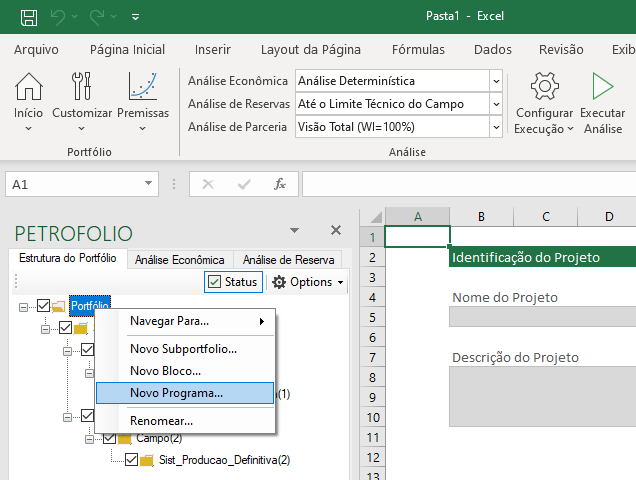 Pasta1 - Excel
Arquivo Página Inicial Inserir Layout da Página Fórmulas Dados Revisão Exib
Início Customizar Premissas
Portfólio
Análise Econômica Análise Determinística
Análise de Reservas Até o Limite Técnico do Campo
Análise de Parceria Visão Total (WI=100%)
Análise
Configurar Execução
Executar Análise
A1
fx
PETROFOLIO
Estrutura do Portfólio Análise Econômica Análise de Reserva
Status Options
Portfólio
Navegar Para...
Novo Subportfolio...
Novo Bloco...
Novo Programa...
(1)
Renomear...
Campo(2)
Sist_Producao_Definitiva(2)
A B C D
1
2 Identificação do Projeto
3
4 Nome do Projeto
5
6
7 Descrição do Projeto
8
9
10
11
12
13